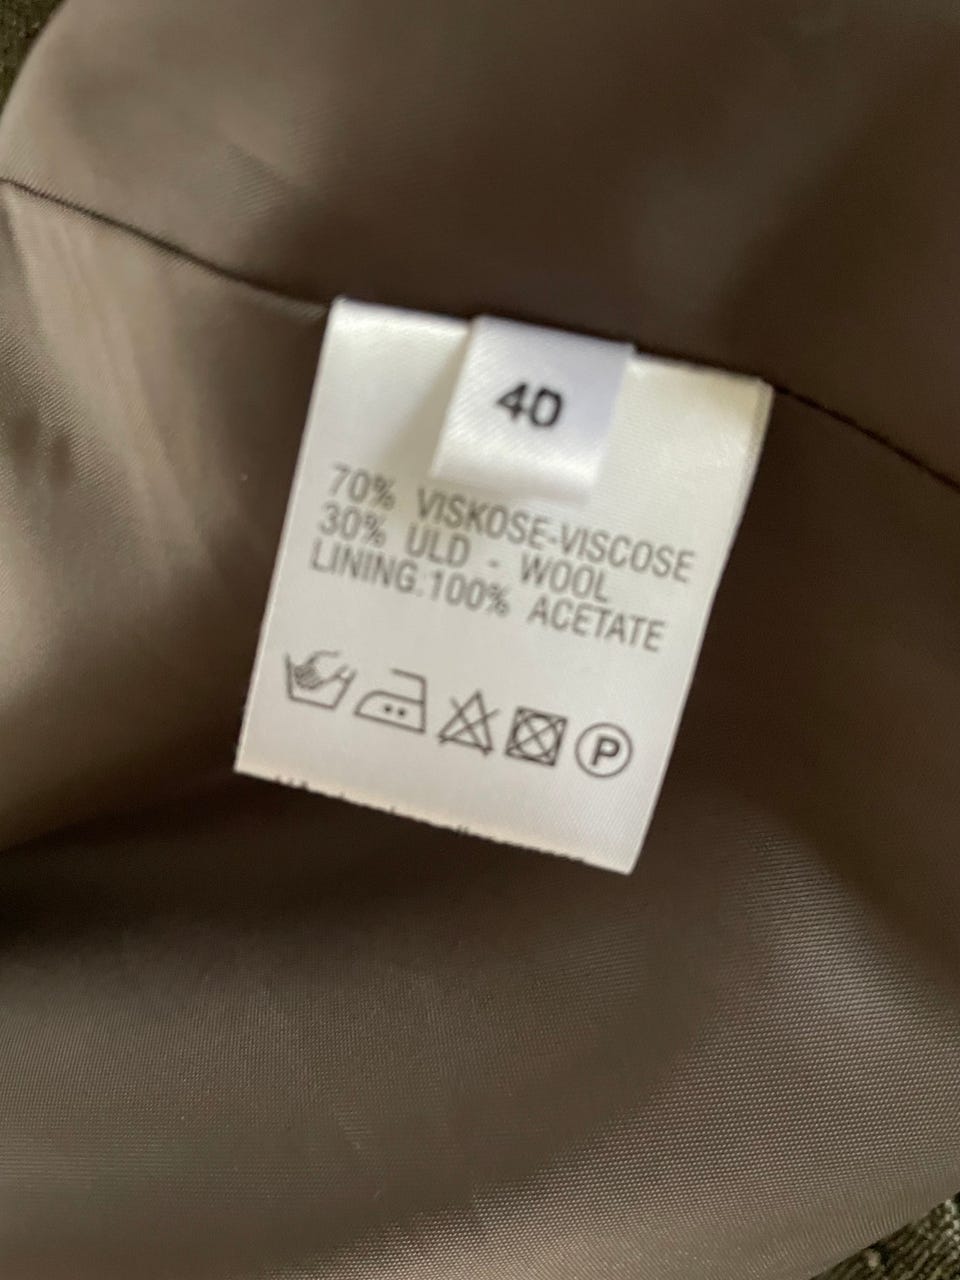 40
70% VISKOSE-VISCOSE
30% ULD - WOOL
LINING:100% ACETATE
P